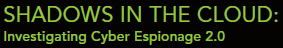 SHADOWS IN THE CLOUD:
Investigating Cyber Espionage 2.0